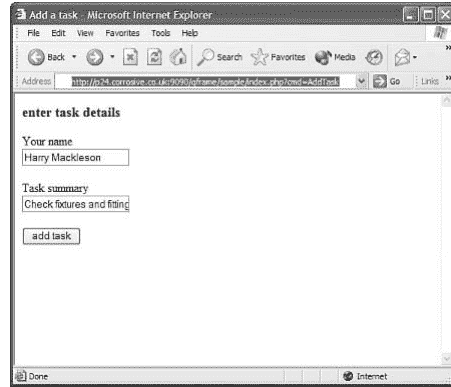 Add a task - Microsoft Internet Explorer
File Edit View Favorites Tools Help
Back Search Favorites Media
Address http://p24.corrosive.co.uk:9090/qframe/sample/index.php?cmd=AddTask Go Links
enter task details
Your name
Harry Mackleson
Task summary
Check fixtures and fitting
add task
Done Internet